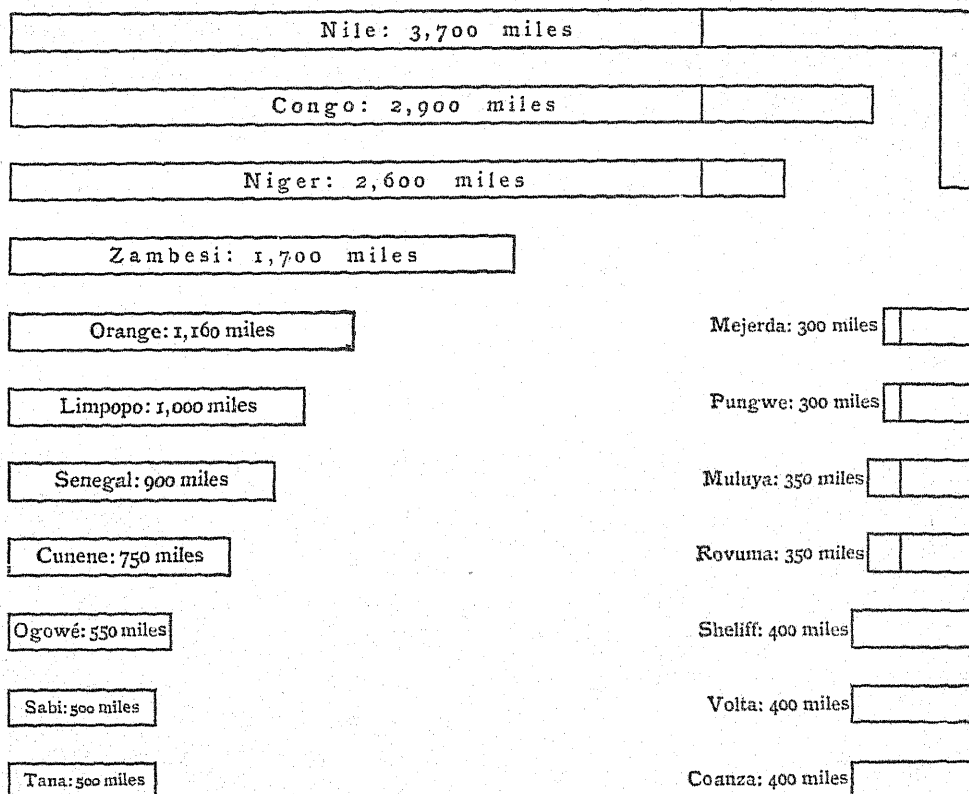 Nile: 3,700 miles
Congo: 2,900 miles
Niger: 2,600 miles
Zambesi: 1,700 miles
Orange: 1,160 miles
Mejerda: 300 miles
Limpopo: 1,000 miles
Pungwe: 300 miles
Senegal: 900 miles
Muluya: 350 miles
Cunene: 750 miles
Rovuma: 350 miles
Ogowé: 550 miles
Sheliff: 400 miles
Sabi: 500 miles
Volta: 400 miles
Tana: 500 miles
Coanza: 400 miles